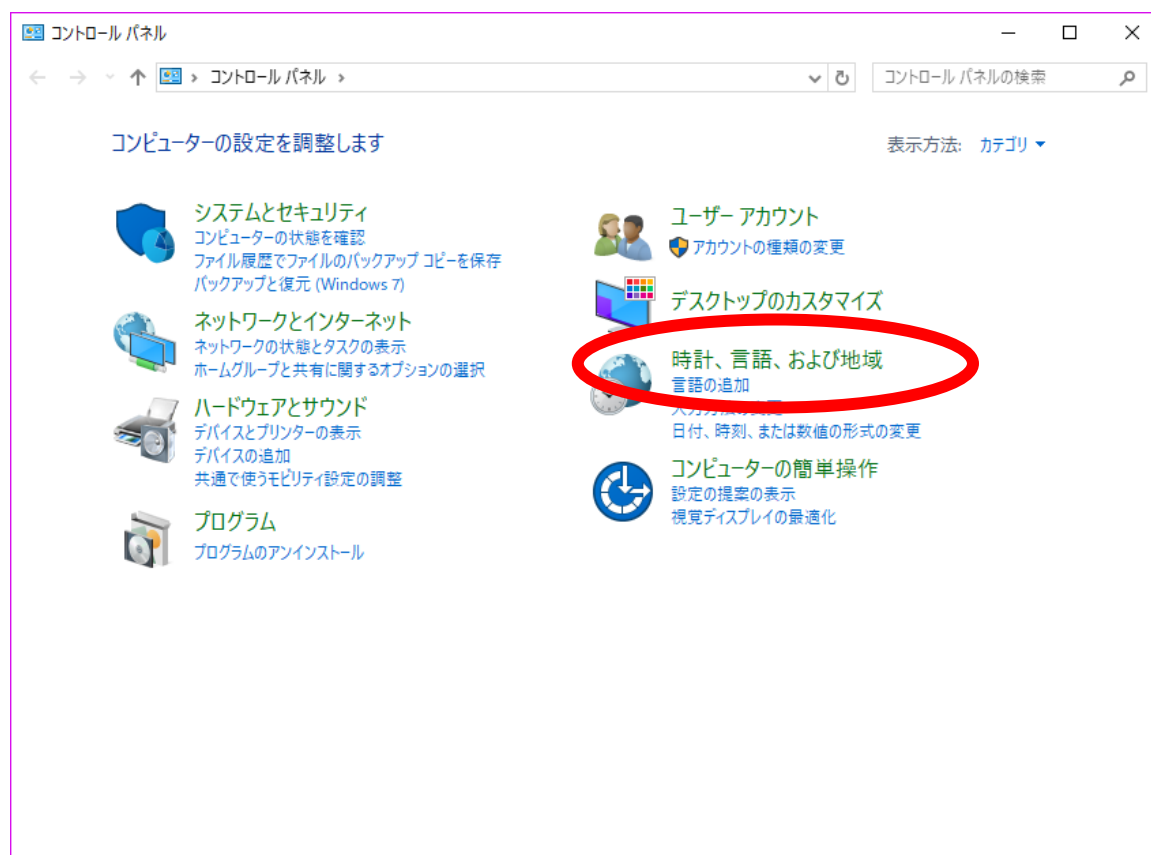 コントロール パネル
コントロール パネル
コントロール パネルの検索
コンピューターの設定を調整します
表示方法: カテゴリ
システムとセキュリティ
コンピューターの状態を確認
ファイル履歴でファイルのバックアップ コピーを保存
バックアップと復元 (Windows 7)
ネットワークとインターネット
ネットワークの状態とタスクの表示
ホームグループと共有に関するオプションの選択
ハードウェアとサウンド
デバイスとプリンターの表示
デバイスの追加
共通で使うモビリティ設定の調整
プログラム
プログラムのアンインストール
ユーザー アカウント
アカウントの種類の変更
デスクトップのカスタマイズ
時計、言語、および地域
言語の追加
日付、時刻、または数値の形式の変更
コンピューターの簡単操作
設定の提案の表示
視覚ディスプレイの最適化